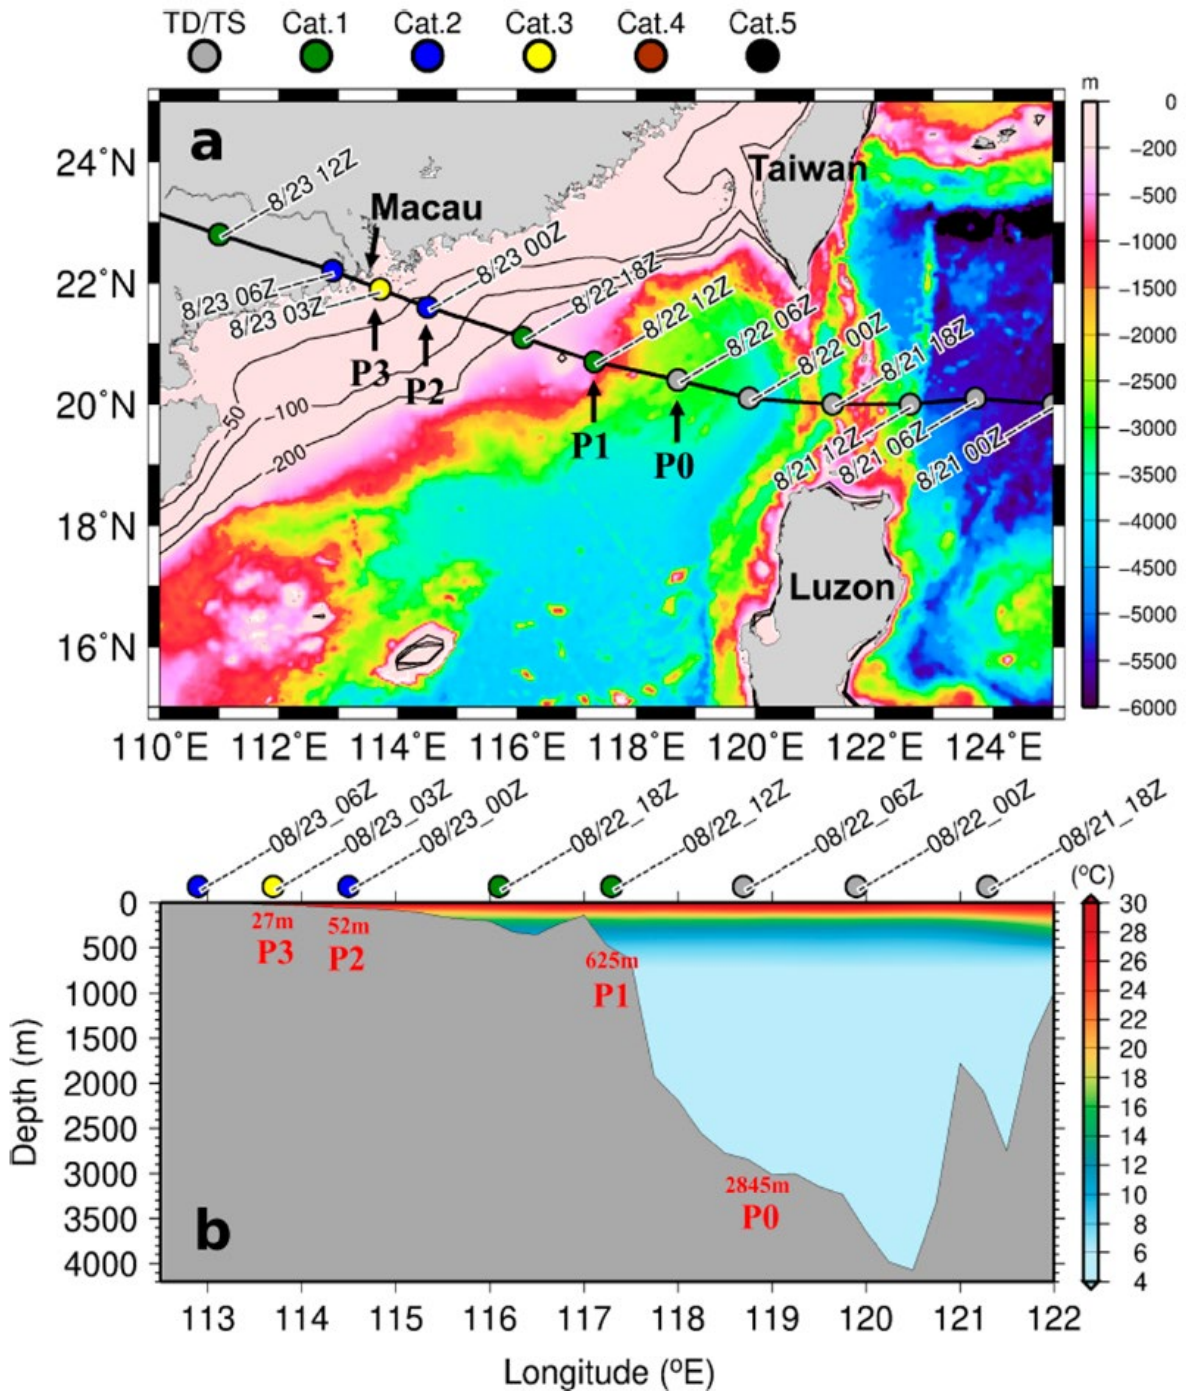 TD/TS Cat.1 Cat.2 Cat.3 Cat.4 Cat.5
m
a
Taiwan
Macau
Luzon
8/23 12Z
8/23 06Z
8/23 03Z
8/23 00Z
8/22 18Z
8/22 12Z
8/22 06Z
8/22 00Z
8/21 18Z
8/21 12Z
8/21 06Z
8/21 00Z
P3
P2
P1
P0
-50
-100
-200
24°N
22°N
20°N
18°N
16°N
110°E 112°E 114°E 116°E 118°E 120°E 122°E 124°E
0
-200
-500
-1000
-1500
-2000
-2500
-3000
-3500
-4000
-4500
-5000
-5500
-6000
08/23_06Z
08/23_03Z
08/23_00Z
08/22_18Z
08/22_12Z
08/22_06Z
08/22_00Z
08/21_18Z
(ºC)
27m
P3
52m
P2
625m
P1
2845m
P0
b
Depth (m)
0
500
1000
1500
2000
2500
3000
3500
4000
30
28
26
24
22
20
18
16
14
12
10
8
6
4
113 114 115 116 117 118 119 120 121 122
Longitude (ºE)